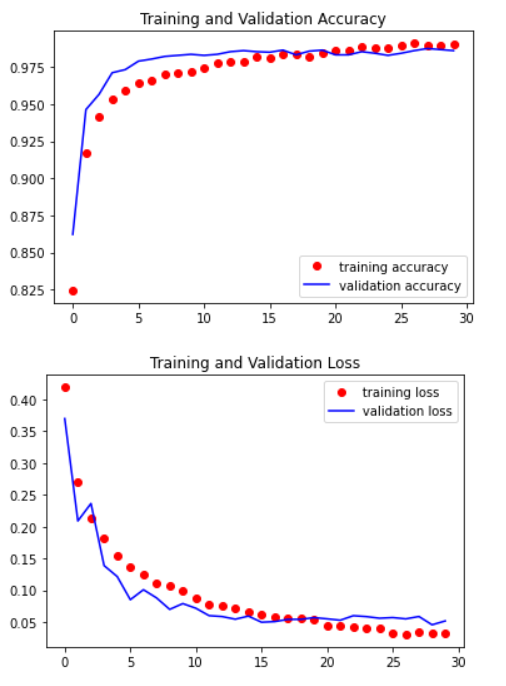 Training and Validation Accuracy
0.975
0.950
0.925
0.900
0.875
0.850
0.825
training accuracy
validation accuracy
0 5 10 15 20 25 30
Training and Validation Loss
training loss
validation loss
0.40
0.35
0.30
0.25
0.20
0.15
0.10
0.05
0 5 10 15 20 25 30